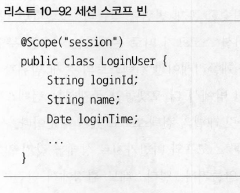 리스트 10-92 세션 스코프 빈
@Scope("session")
public class LoginUser {
String loginId;
String name;
Date loginTime;
...
}